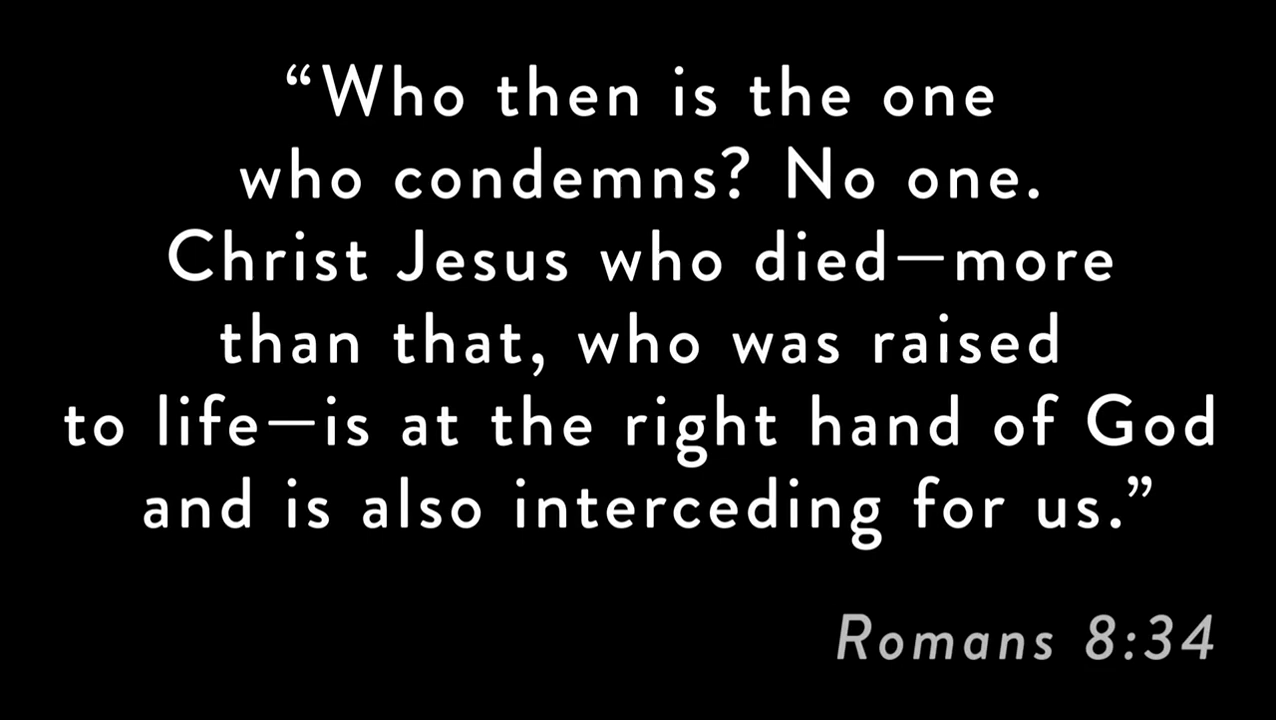 “Who then is the one
who condemns? No one.
Christ Jesus who died—more
than that, who was raised
to life—is at the right hand of God
and is also interceding for us.”
Romans 8:34